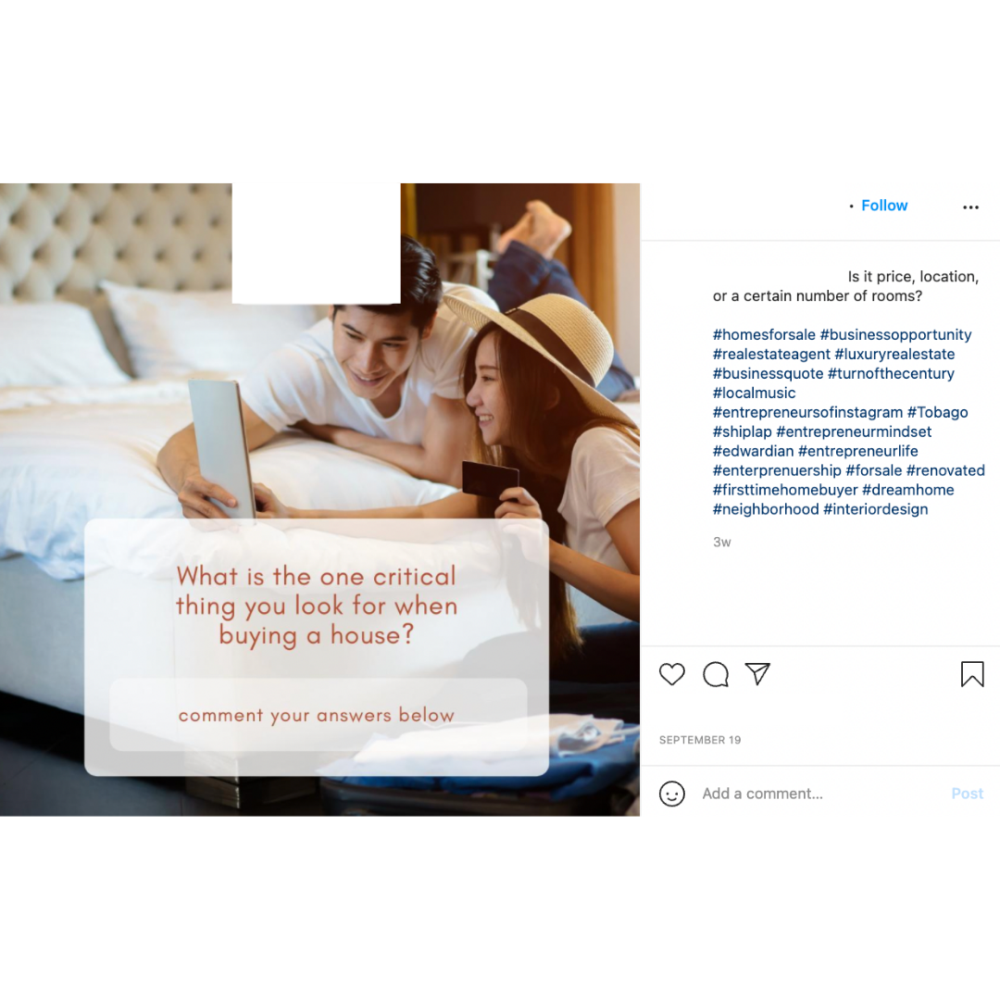 What is the one critical
thing you look for when
buying a house?
comment your answers below
• Follow
Is it price, location,
or a certain number of rooms?
#homesforsale #businessopportunity
#realestateagent #luxuryrealestate
#businessquote #turnofthecentury
#localmusic
#entrepreneursofinstagram #Tobago
#shiplap #entrepreneurmindset
#edwardian #entrepreneurlife
#enterprenuership #forsale #renovated
#firsttimehomebuyer #dreamhome
#neighborhood #interiordesign
3w
SEPTEMBER 19
Add a comment...
Post